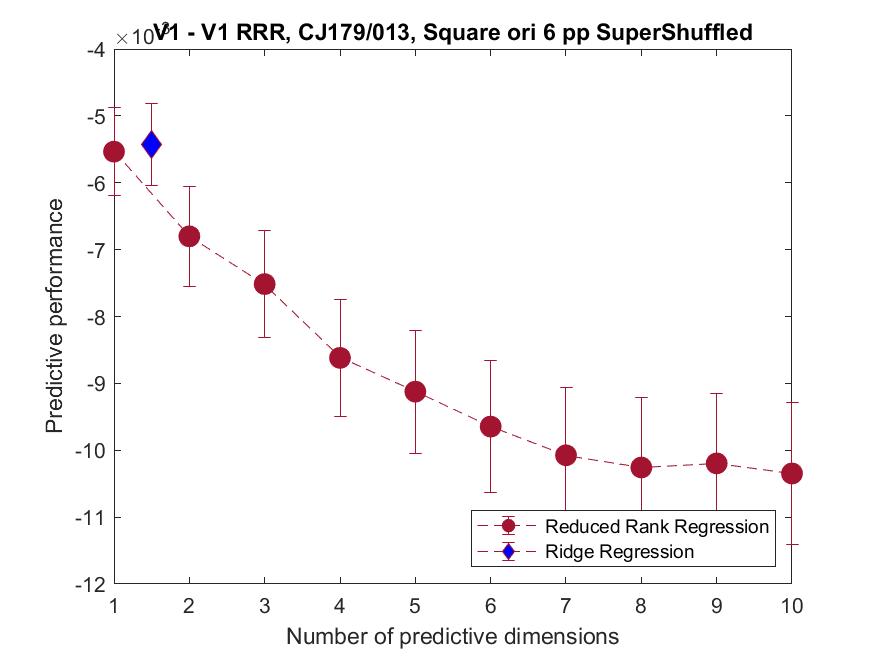 ×10⁻³
V1 - V1 RRR, CJ179/013, Square ori 6 pp SuperShuffled
-4
-5
-6
-7
-8
-9
-10
-11
-12
Predictive performance
Reduced Rank Regression
Ridge Regression
1 2 3 4 5 6 7 8 9 10
Number of predictive dimensions